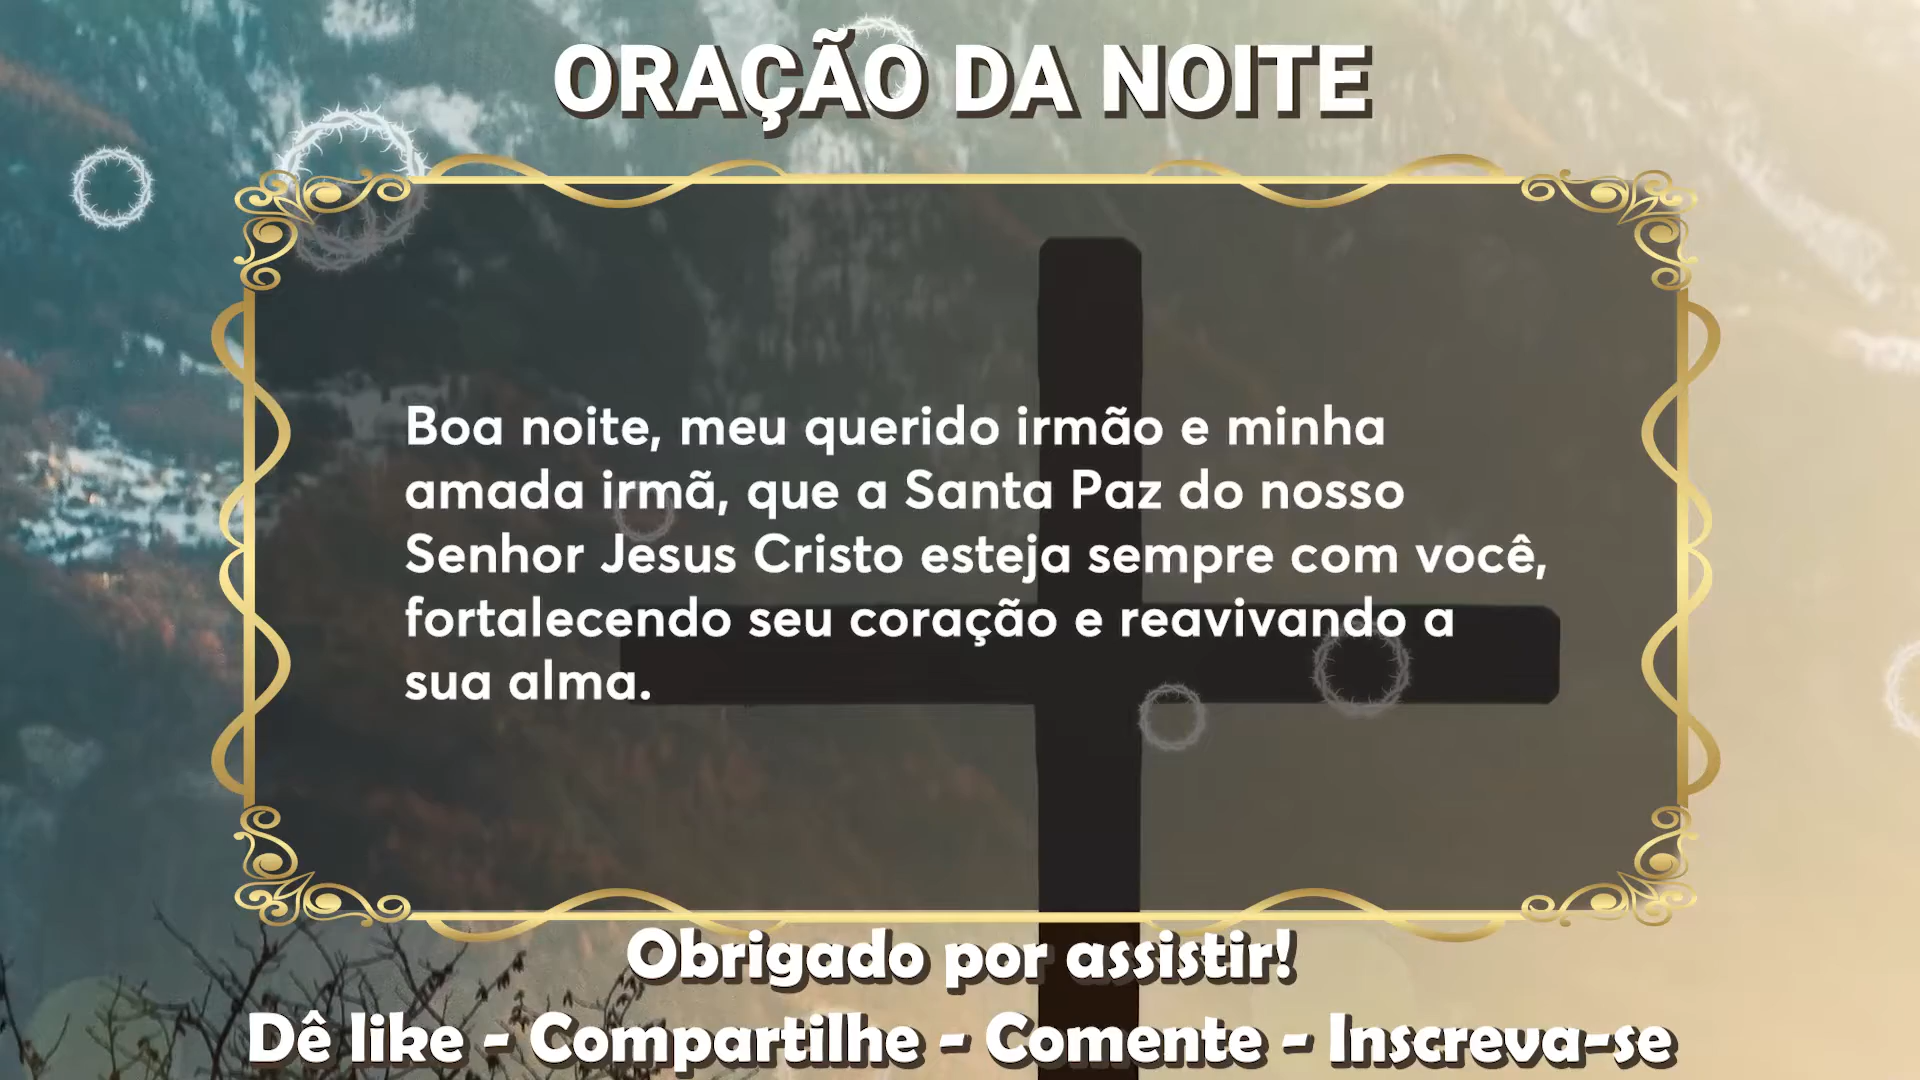 ORAÇÃO DA NOITE
Boa noite, meu querido irmão e minha
amada irmã, que a Santa Paz do nosso
Senhor Jesus Cristo esteja sempre com você,
fortalecendo seu coração e reavivando a
sua alma.
Obrigado por assistir!
Dê like - Compartilhe - Comente - Inscreva-se